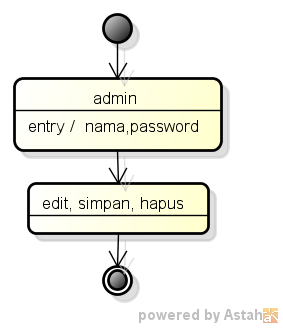 admin
entry /  nama,password
edit, simpan, hapus
powered by Astah